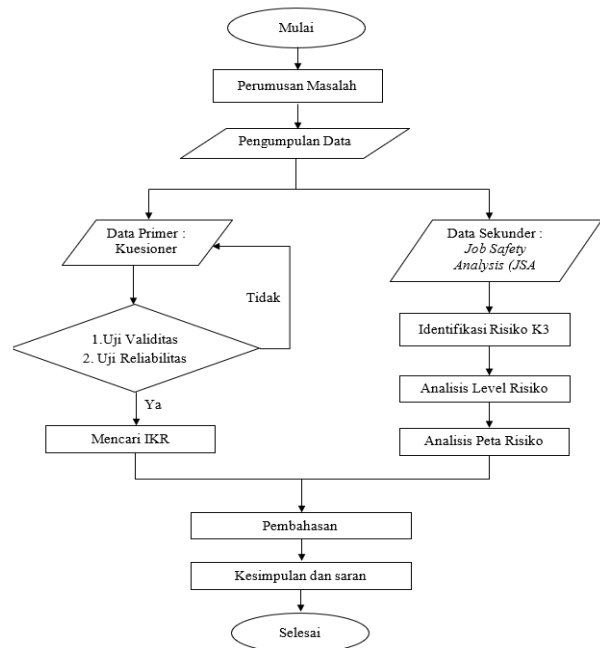 Mulai
Perumusan Masalah
Pengumpulan Data
Data Primer :
Kuesioner
Tidak
1.Uji Validitas
2. Uji Reliabilitas
Ya
Mencari IKR
Data Sekunder :
Job Safety
Analysis (JSA
Identifikasi Risiko K3
Analisis Level Risiko
Analisis Peta Risiko
Pembahasan
Kesimpulan dan saran
Selesai